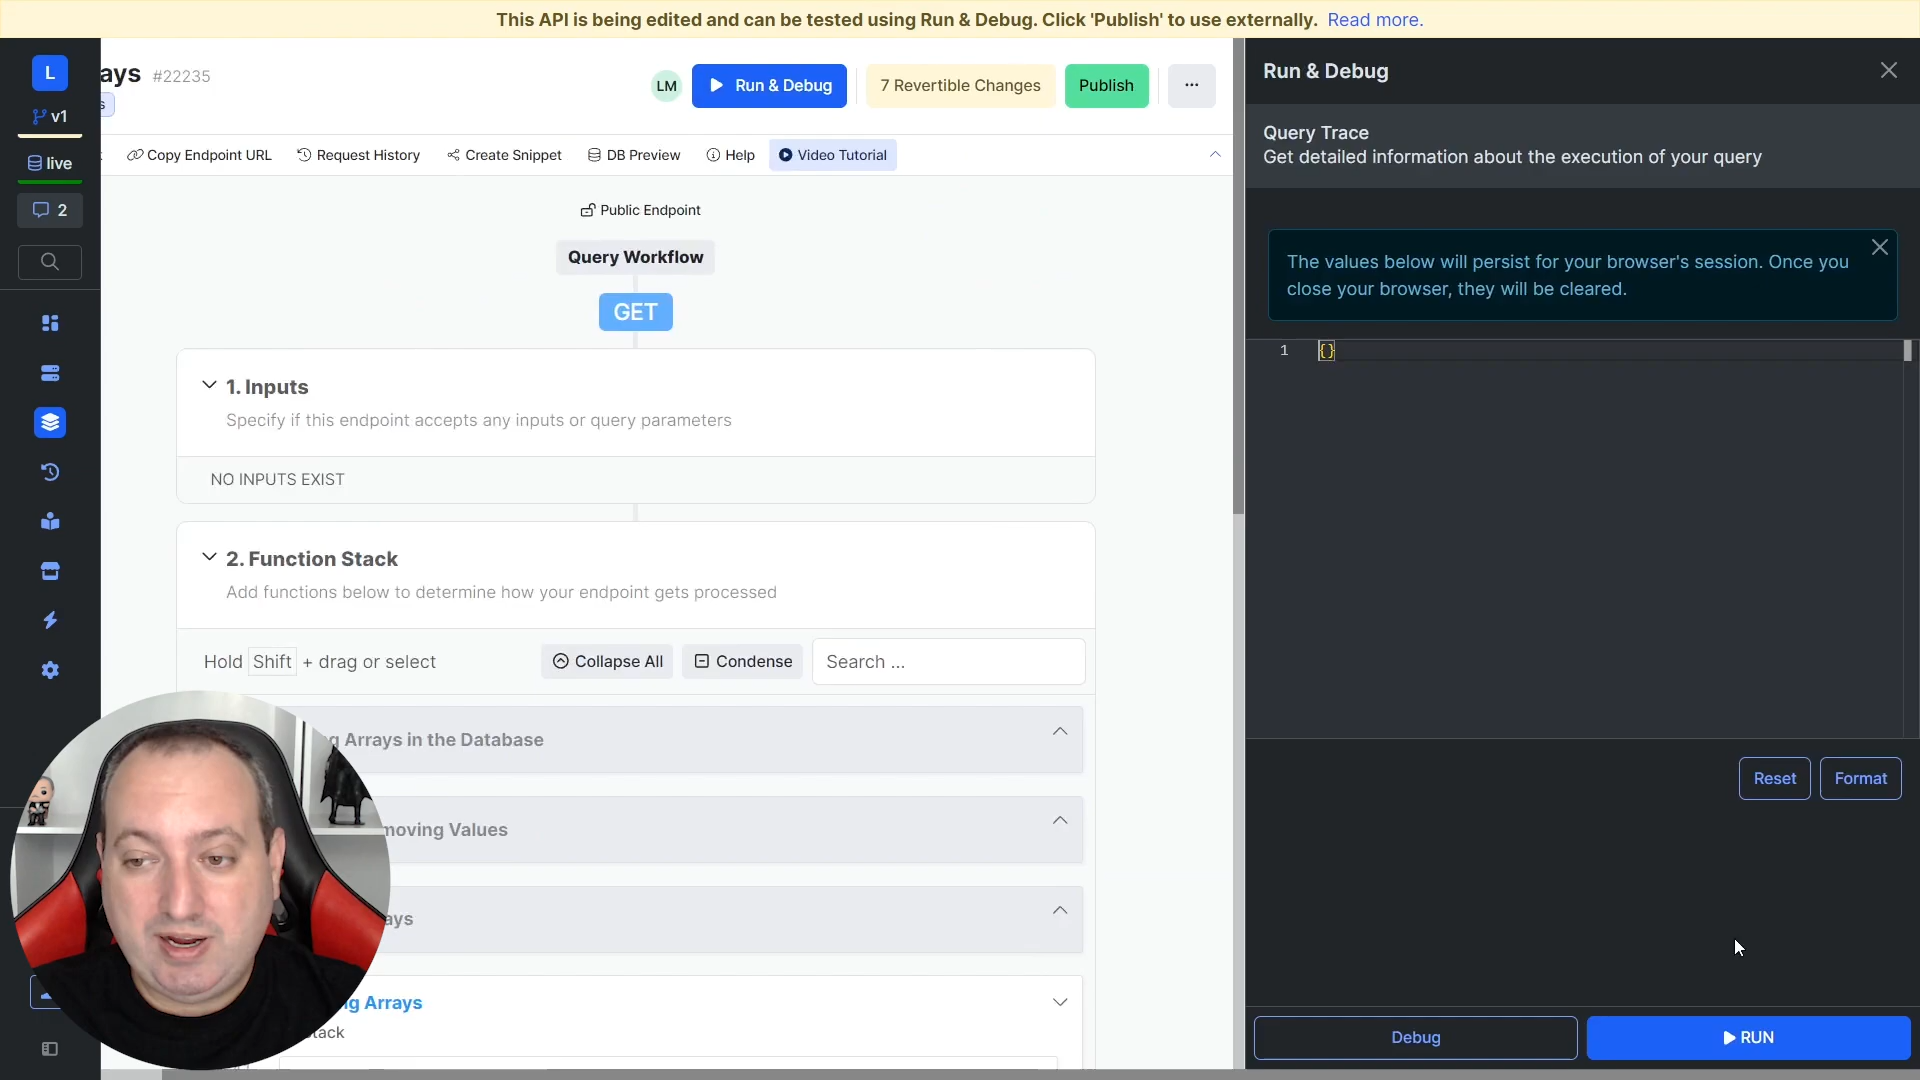 This API is being edited and can be tested using Run & Debug. Click 'Publish' to use externally. Read more.
L
v1
live
2
ays #22235
s
LM
Run & Debug
7 Revertible Changes
Publish
...
Copy Endpoint URL
Request History
Create Snippet
DB Preview
Help
Video Tutorial
Public Endpoint
Query Workflow
GET
1. Inputs
Specify if this endpoint accepts any inputs or query parameters
NO INPUTS EXIST
2. Function Stack
Add functions below to determine how your endpoint gets processed
Hold Shift + drag or select
Collapse All
Condense
Search ...
g Arrays in the Database
moving Values
ays
g Arrays
tack
Run & Debug
Query Trace
Get detailed information about the execution of your query
The values below will persist for your browser's session. Once you
close your browser, they will be cleared.
1 {}
Reset
Format
Debug
RUN